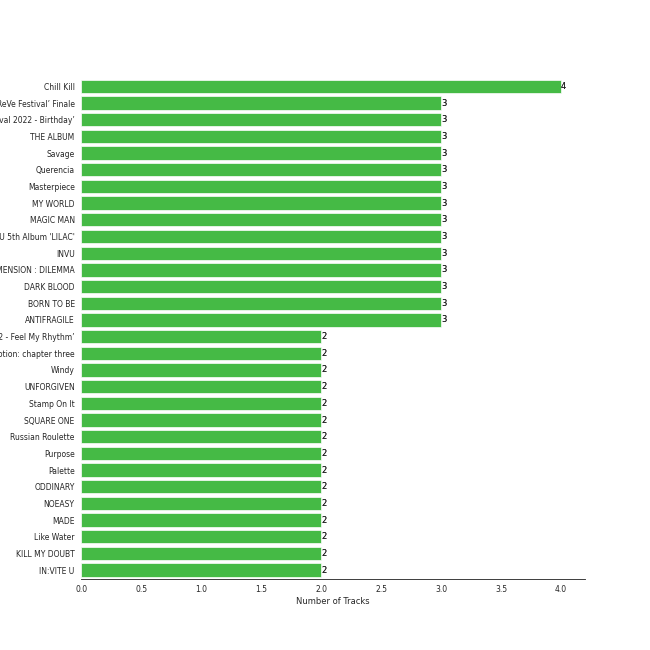 Chill Kill 4
ReVe Festival' Finale 3
val 2022 - Birthday' 3
THE ALBUM 3
Savage 3
Querencia 3
Masterpiece 3
MY WORLD 3
MAGIC MAN 3
U 5th Album 'LILAC' 3
INVU 3
MENSION : DILEMMA 3
DARK BLOOD 3
BORN TO BE 3
ANTIFRAGILE 3
2 - Feel My Rhythm' 2
ption: chapter three 2
Windy 2
UNFORGIVEN 2
Stamp On It 2
SQUARE ONE 2
Russian Roulette 2
Purpose 2
Palette 2
ODDINARY 2
NOEASY 2
MADE 2
Like Water 2
KILL MY DOUBT 2
IN:VITE U 2
0.0 0.5 1.0 1.5 2.0 2.5 3.0 3.5 4.0
Number of Tracks